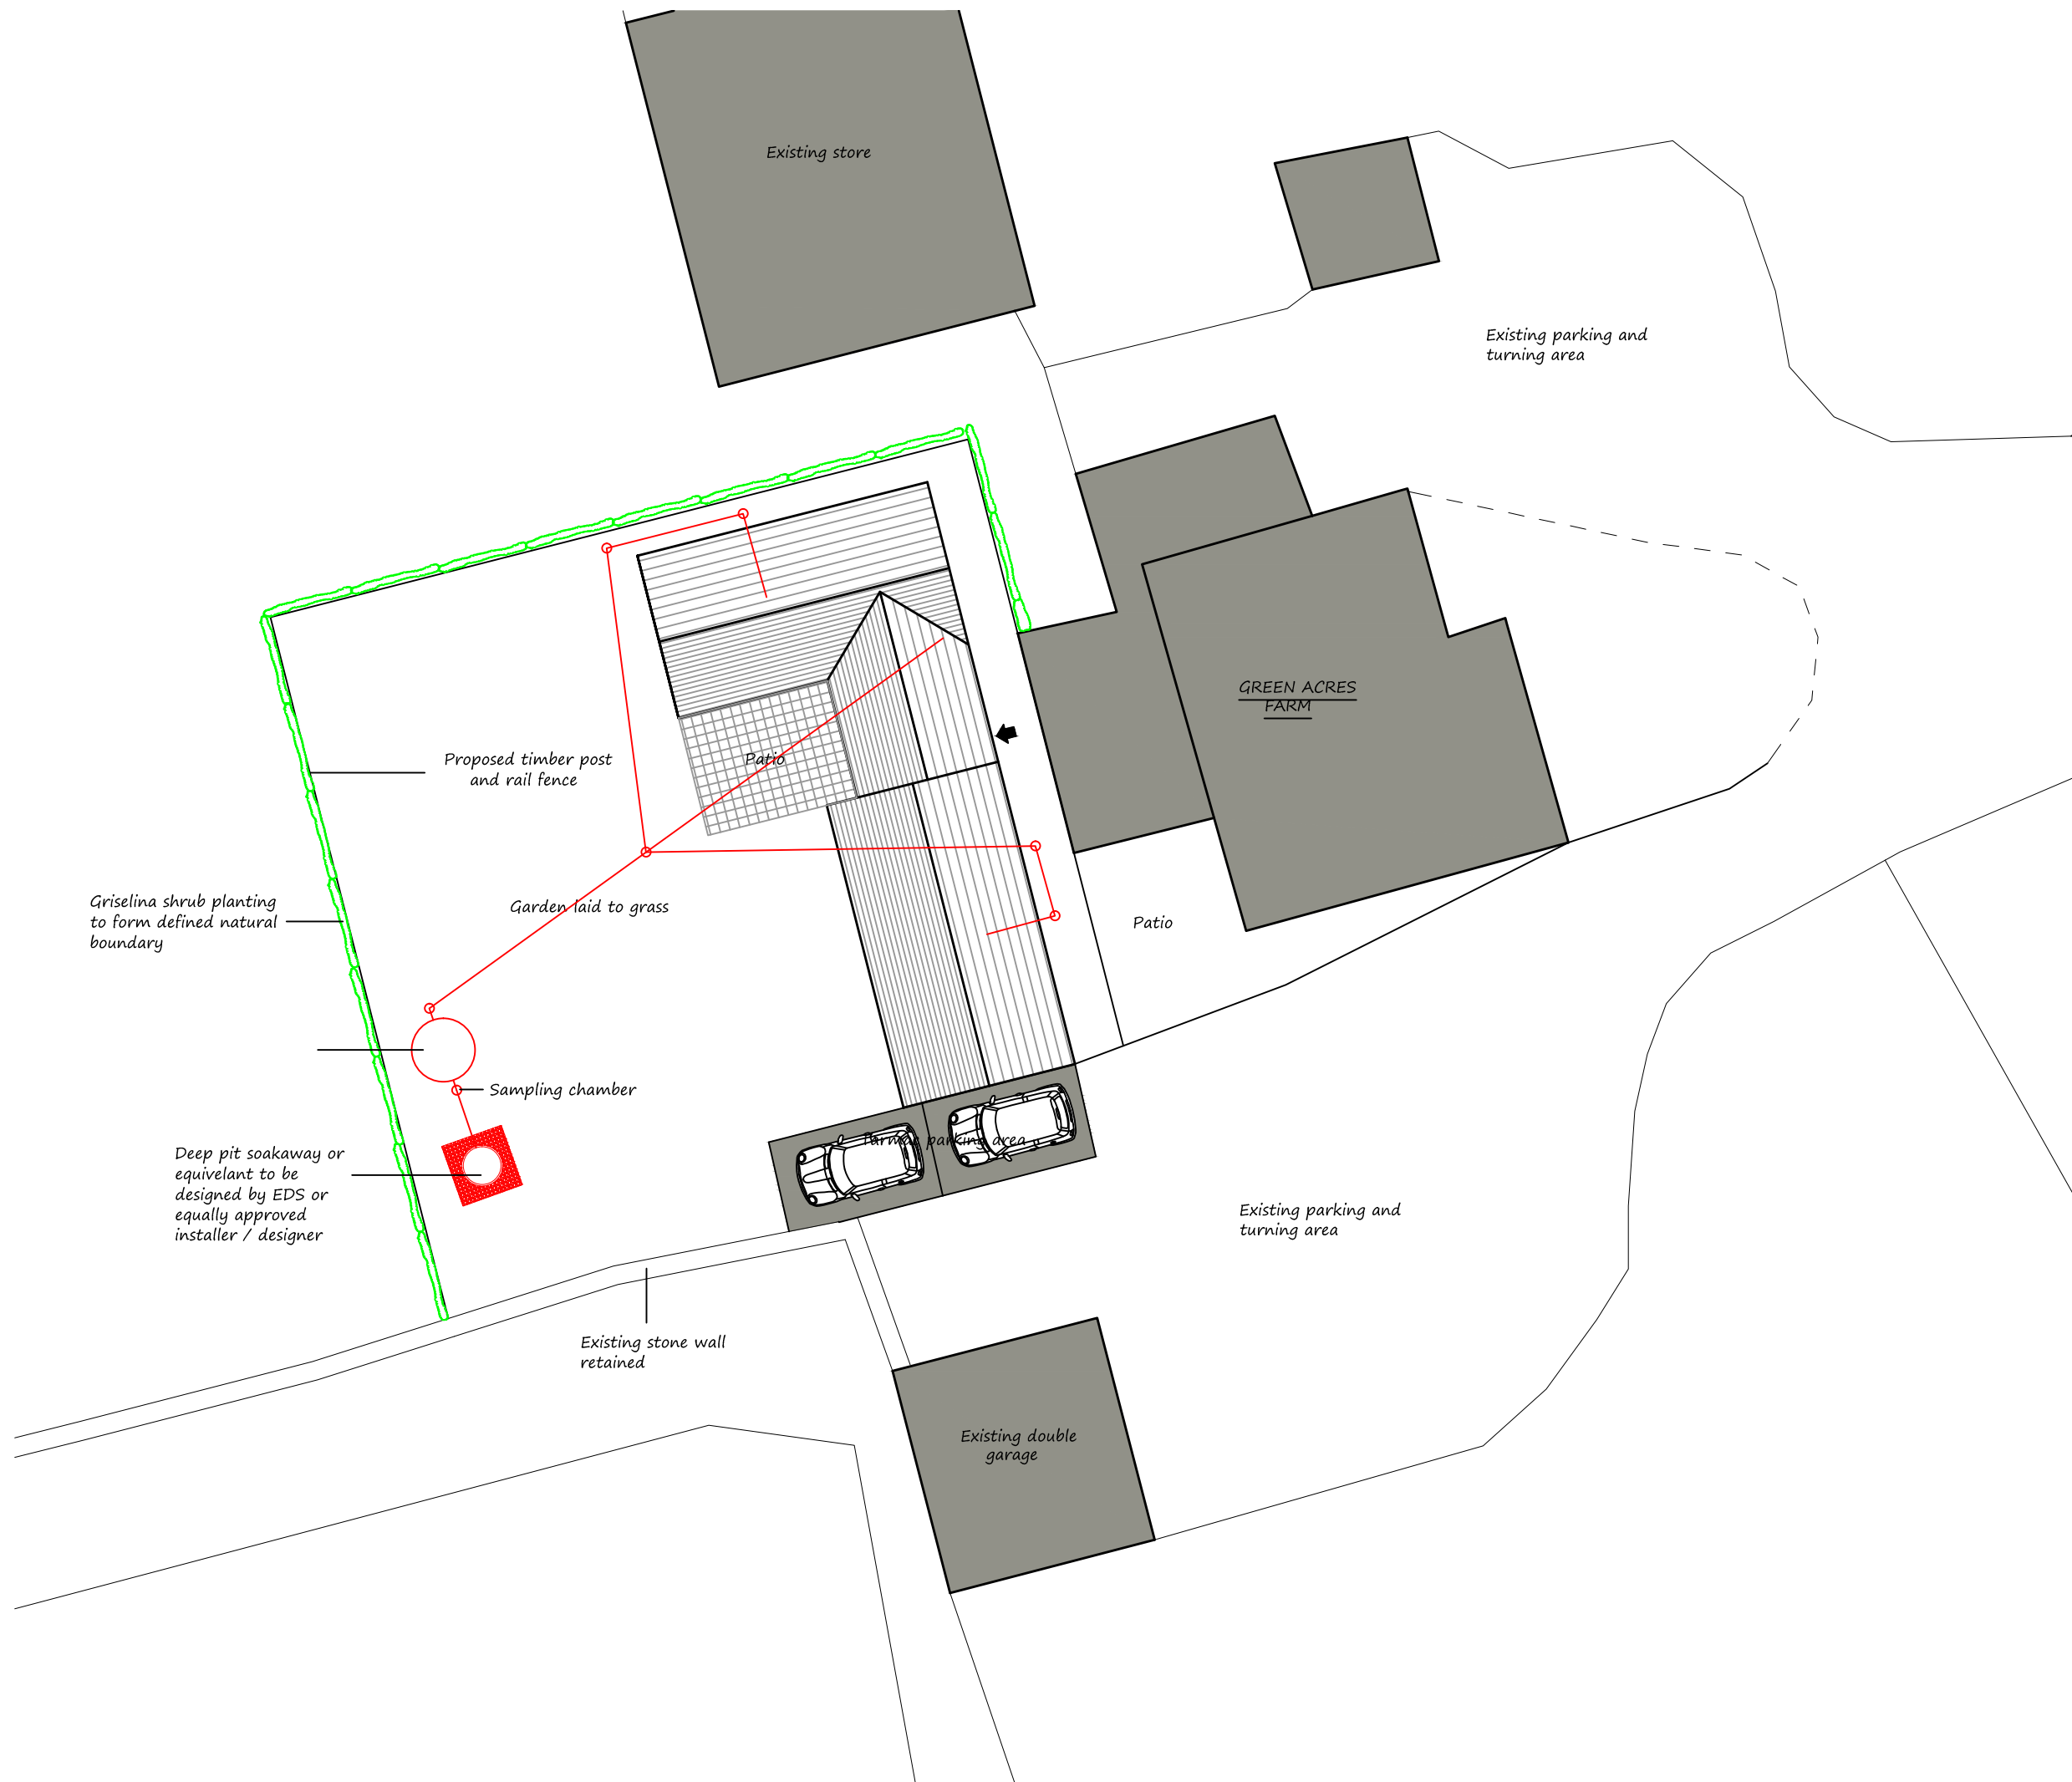 Existing store
Existing parking and
turning area
GREEN ACRES
FARM
Proposed timber post
and rail fence
Patio
Griselina shrub planting
to form defined natural
boundary
Garden laid to grass
Patio
Sampling chamber
Tarmac parking area
Deep pit soakaway or
equivelant to be
designed by EDS or
equally approved
installer / designer
Existing parking and
turning area
Existing stone wall
retained
Existing double
garage